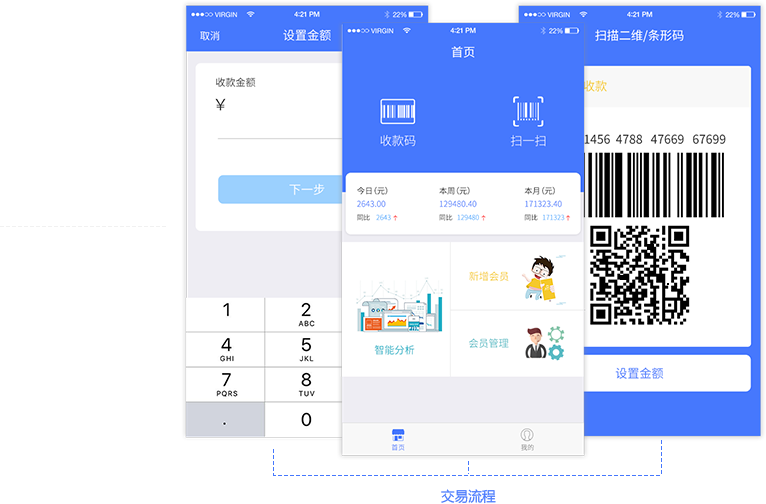 VIRGIN 4:21 PM 22%
取消 设置金额
收款金额
¥
下一步
1 2
ABC
4 5
GHI JKL
7 8
PQRS TUV
. 0
VIRGIN 4:21 PM 22%
首页
收款码 扫一扫
今日(元) 本周(元) 本月(元)
2643.00 129480.40 171323.40
同比 2643 ↑ 同比 129480 ↑ 同比 171323 ↑
智能分析
新增会员
会员管理
首页 我的
VIRGIN 4:21 PM 22%
扫描二维/条形码
收款
1456 4788 47669 67699
设置金额
交易流程